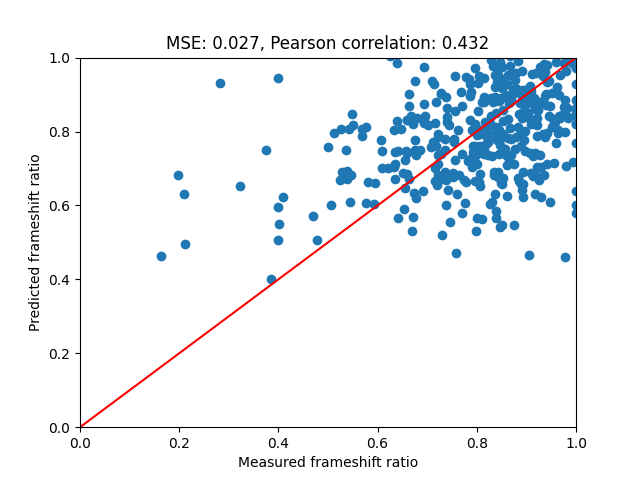 MSE: 0.027, Pearson correlation: 0.432
1.0
0.8
0.6
0.4
0.2
0.0
Predicted frameshift ratio
0.0 0.2 0.4 0.6 0.8 1.0
Measured frameshift ratio